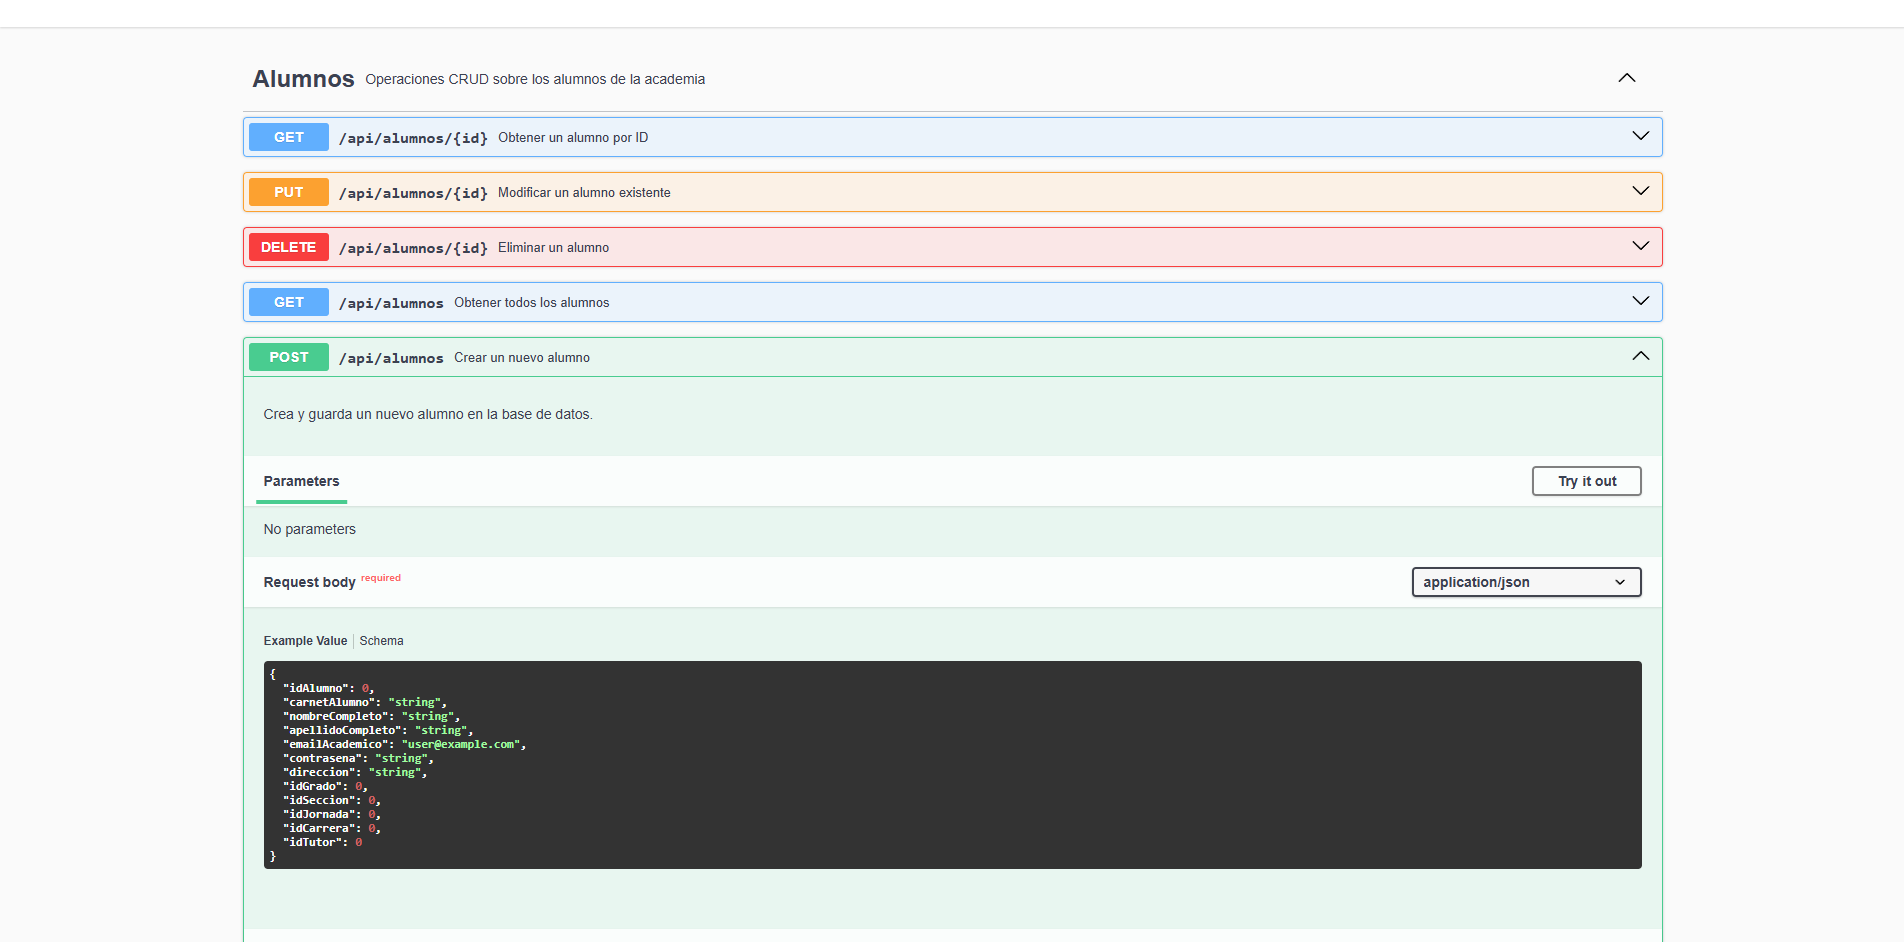 Alumnos Operaciones CRUD sobre los alumnos de la academia
GET /api/alumnos/{id} Obtener un alumno por ID
PUT /api/alumnos/{id} Modificar un alumno existente
DELETE /api/alumnos/{id} Eliminar un alumno
GET /api/alumnos Obtener todos los alumnos
POST /api/alumnos Crear un nuevo alumno
Crea y guarda un nuevo alumno en la base de datos.
Parameters Try it out
No parameters
Request body required application/json
Example Value Schema
{
"idAlumno": 0,
"carnetAlumno": "string",
"nombreCompleto": "string",
"apellidoCompleto": "string",
"emailAcademico": "user@example.com",
"contrasena": "string",
"direccion": "string",
"idGrado": 0,
"idSeccion": 0,
"idJornada": 0,
"idCarrera": 0,
"idTutor": 0
}